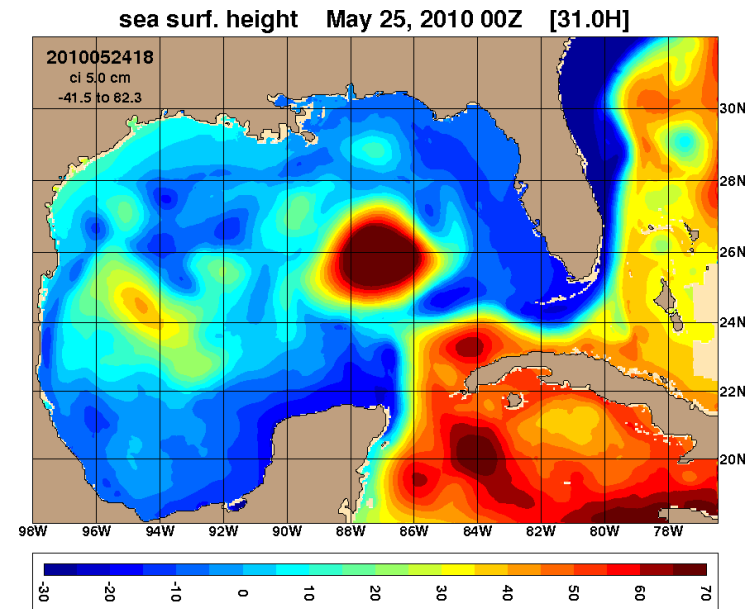 sea surf. height May 25, 2010 00Z [31.0H]
2010052418
ci 5.0 cm
-41.5 to 82.3
30N
28N
26N
24N
22N
20N
98W 96W 94W 92W 90W 88W 86W 84W 82W 80W 78W
-30 -20 -10 0 10 20 30 40 50 60 70